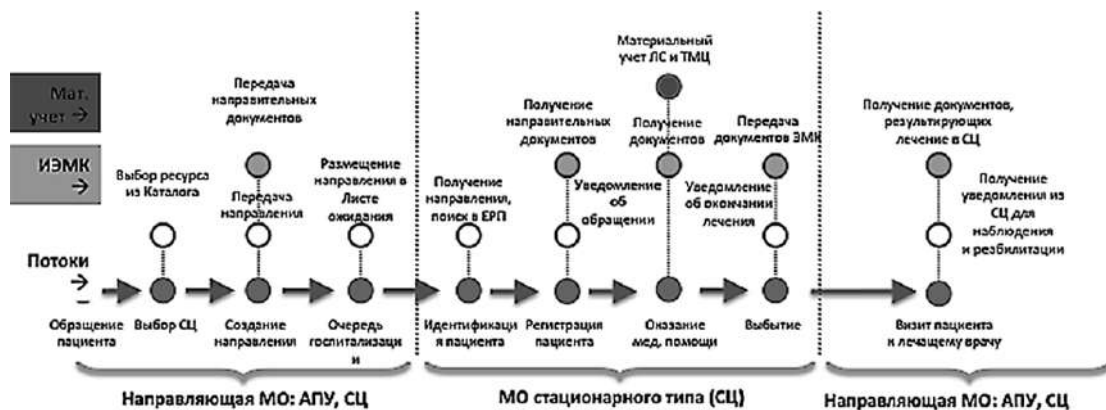 Материальный
учет ЛС и ТМЦ
Мат.
учет →
Передача
направительных
документов
Получение
направительных
документов
Получение
документов
Передача
документов ЭМК
Получение документов,
результирующих
лечение в СЦ
ИЭМК
→
Выбор ресурса
из Каталога
Передача
направления
Размещение
направления в
Листе
ожидания
Получение
направления,
поиск в ЕРП
Уведомление
об
обращении
Уведомление
об окончании
лечения
Получение
уведомления из
СЦ для
наблюдения
и реабилитации
Потоки
→
Обращение
пациента
Выбор СЦ
Создание
направления
Очередь
госпитализаци
и
Идентификаци
я пациента
Регистрация
пациента
Оказание
мед, помощи
Выбытие
Визит пациента
к лечащему врачу
Направляющая МО: АПУ, СЦ
МО стационарного типа (СЦ)
Направляющая МО: АПУ, СЦ